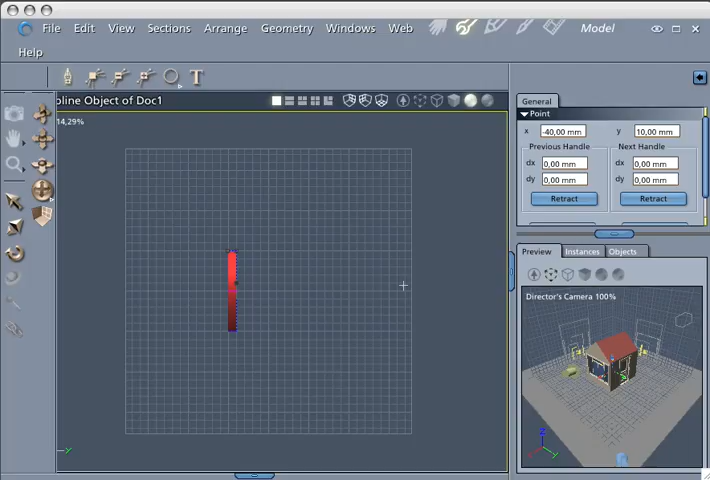 File Edit View Sections Arrange Geometry Windows Web Model
Help
T
pline Object of Doc1
14,29%
General
Point
x -40,00 mm y 10,00 mm
Previous Handle Next Handle
dx 0,00 mm dx 0,00 mm
dy 0,00 mm dy 0,00 mm
Retract Retract
Preview Instances Objects
Director's Camera 100%
Z
Y
Y